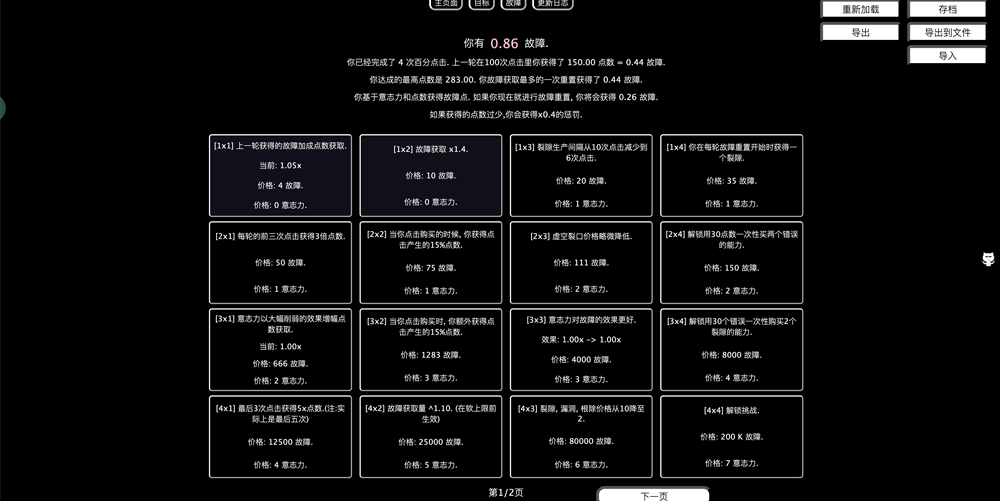 主页面 目标 故障 更新日志
重新加载 存档
导出 导出到文件
导入
你有 0.86 故障.
你已经完成了 4 次百分点击. 上一轮在100次点击里你获得了 150.00 点数 = 0.44 故障.
你达成的最高点数是 283.00. 你故障获取最多的一次重置获得了 0.44 故障.
你基于意志力和点数获得故障点. 如果你现在就进行故障重置, 你将会获得 0.26 故障.
如果获得的点数过少,你会获得x0.4的惩罚.
[1x1] 上一轮获得的故障加成点数获取.
当前: 1.05x
价格: 4 故障.
价格: 0 意志力.
[1x2] 故障获取 x1.4.
价格: 10 故障.
价格: 0 意志力.
[1x3] 裂隙生产间隔从10次点击减少到
6次点击.
价格: 20 故障.
价格: 1 意志力.
[1x4] 你在每轮故障重置开始时获得一
个裂隙.
价格: 35 故障.
价格: 1 意志力.
[2x1] 每轮的前三次点击获得3倍点数.
价格: 50 故障.
价格: 1 意志力.
[2x2] 当你点击购买的时候, 你获得点
击产生的15%点数.
价格: 75 故障.
价格: 1 意志力.
[2x3] 虚空裂口价格略微降低.
价格: 111 故障.
价格: 2 意志力.
[2x4] 解锁用30点数一次性买两个错误
的能力.
价格: 150 故障.
价格: 2 意志力.
[3x1] 意志力以大幅削弱的效果增幅点
数获取.
当前: 1.00x
价格: 666 故障.
价格: 2 意志力.
[3x2] 当你点击购买时, 你额外获得点
击产生的15%点数.
价格: 1283 故障.
价格: 3 意志力.
[3x3] 意志力对故障的效果更好.
效果: 1.00x -> 1.00x
价格: 4000 故障.
价格: 3 意志力.
[3x4] 解锁用30个错误一次性购买2个
裂隙的能力.
价格: 8000 故障.
价格: 4 意志力.
[4x1] 最后3次点击获得5x点数.(注:实
际上是最后五次)
价格: 12500 故障.
价格: 4 意志力.
[4x2] 故障获取量 ^1.10. (在软上限前
生效)
价格: 25000 故障.
价格: 5 意志力.
[4x3] 裂隙, 漏洞, 根除价格从10降至
2.
价格: 80000 故障.
价格: 6 意志力.
[4x4] 解锁挑战.
价格: 200 K 故障.
价格: 7 意志力.
第1/2页
下一页